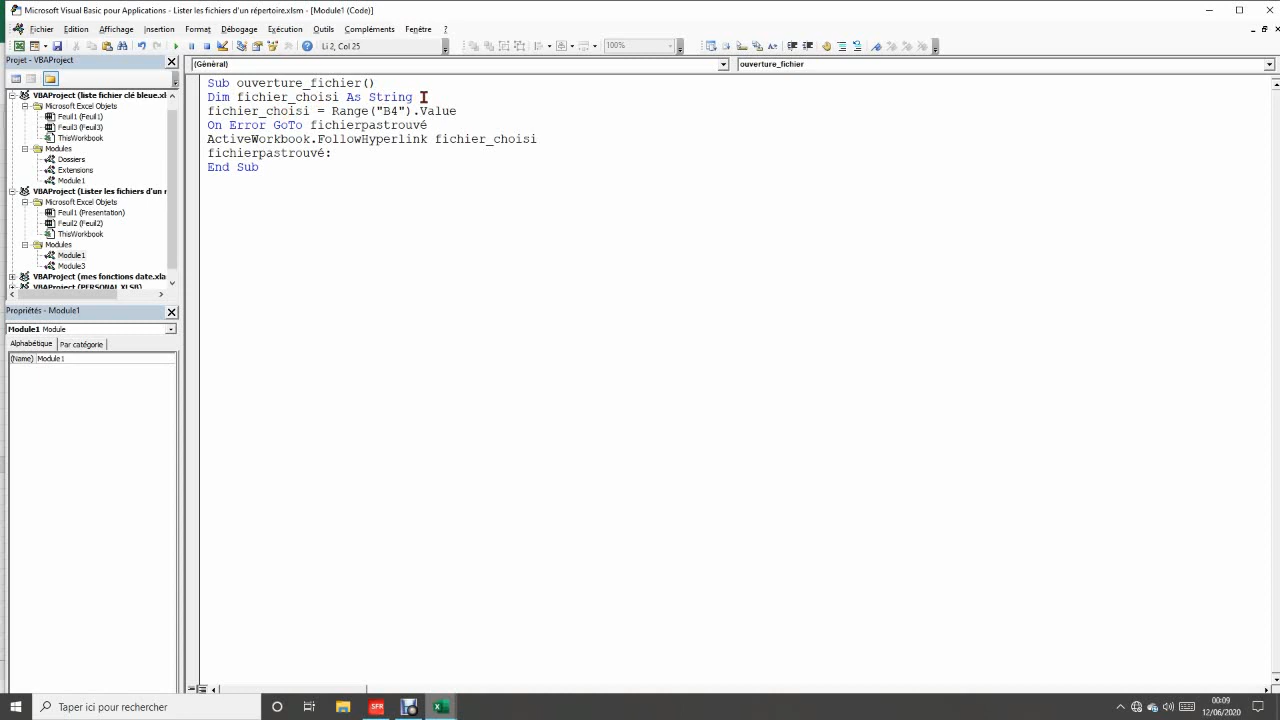 Microsoft Visual Basic pour Applications - Lister les fichiers d'un répertoire.xlsm - [Module1 (Code)]
Fichier Edition Affichage Insertion Format Débogage Exécution Outils Compléments Fenêtre
Li 2, Col 25
100%
Projet - VBAProject
(Général)
ouverture_fichier
VBAProject (liste fichier clé bleue.xl
Microsoft Excel Objets
Feuil1 (Feuil1)
Feuil3 (Feuil3)
ThisWorkbook
Modules
Dossiers
Extensions
Module1
VBAProject (Lister les fichiers d'un r
Microsoft Excel Objets
Feuil1 (Presentation)
Feuil2 (Feuil2)
ThisWorkbook
Modules
Module1
Module3
VBAProject (mes fonctions date.xla
VBAProject (PERSONAL.XLSB)
Propriétés - Module1
Module1 Module
Alphabétique Par catégorie
(Name) Module1
Sub ouverture_fichier()
Dim fichier_choisi As String
fichier_choisi = Range("B4").Value
On Error GoTo fichierpastrouvé
ActiveWorkbook.FollowHyperlink fichier_choisi
fichierpastrouvé:
End Sub
Taper ici pour rechercher
SFR
00:09
12/06/2020